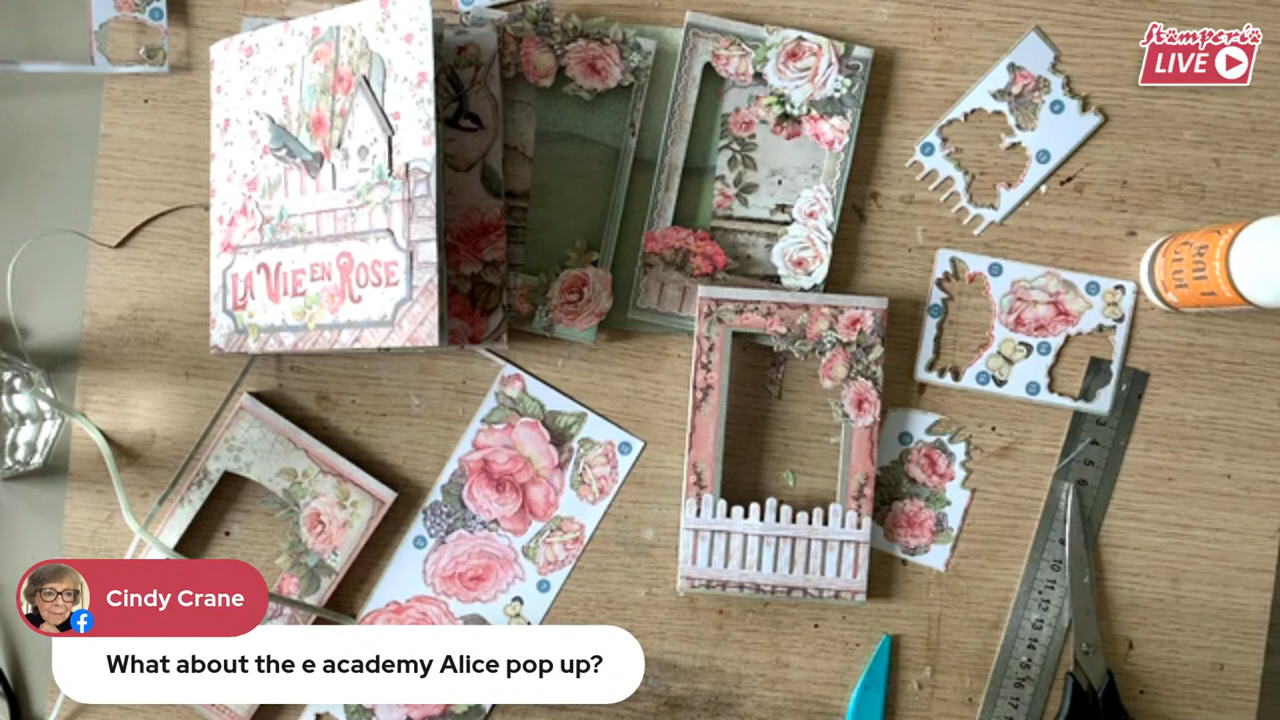 Stamperia
LIVE
LA VIE EN ROSE
Cindy Crane
What about the e academy Alice pop up?